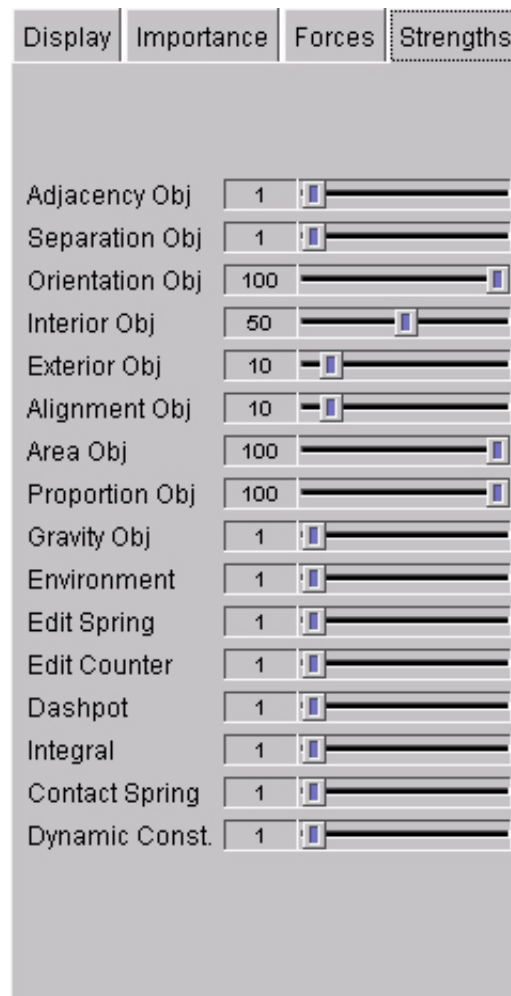 Display Importance Forces Strengths
Adjacency Obj 1
Separation Obj 1
Orientation Obj 100
Interior Obj 50
Exterior Obj 10
Alignment Obj 10
Area Obj 100
Proportion Obj 100
Gravity Obj 1
Environment 1
Edit Spring 1
Edit Counter 1
Dashpot 1
Integral 1
Contact Spring 1
Dynamic Const. 1